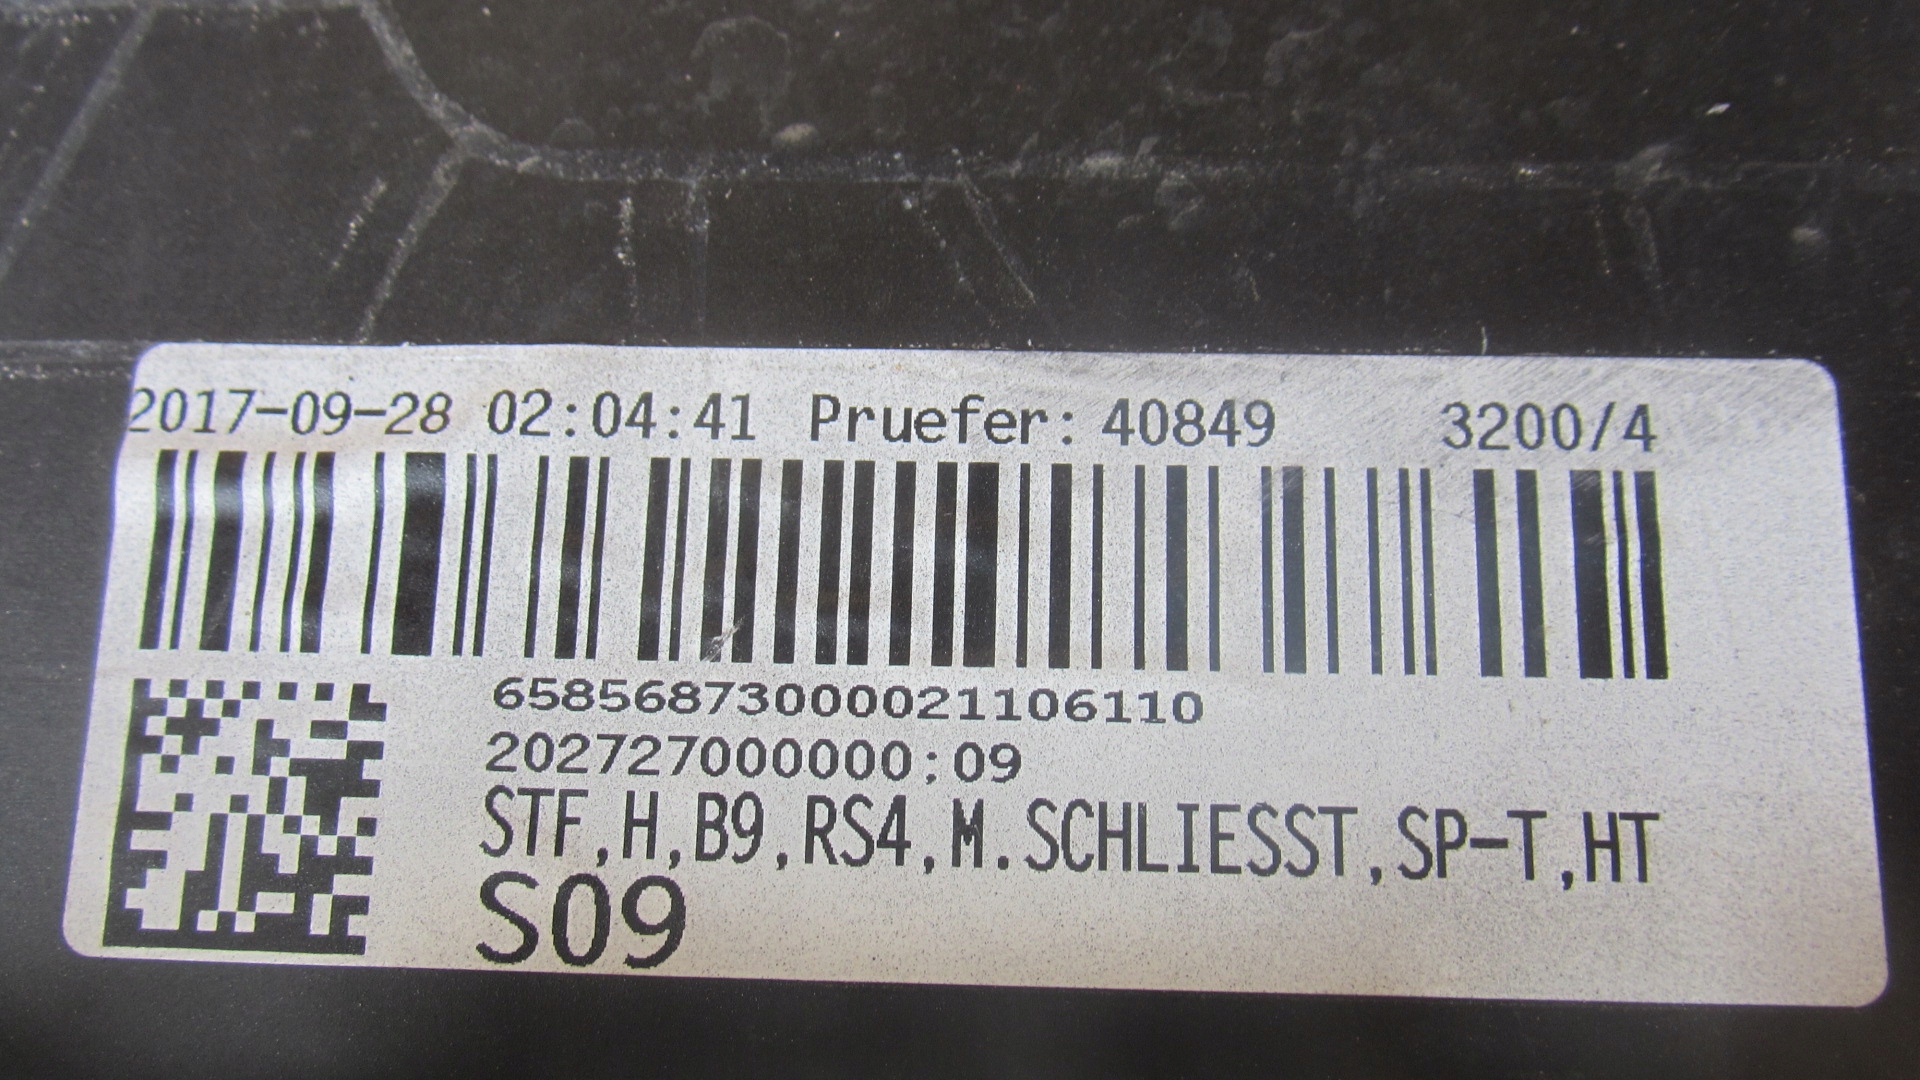 2017-09-28 02:04:41 Pruefer: 40849 3200/4
65856873000021106110
202727000000:09
STF,H,B9,RS4,M.SCHLIESST,SP-T,HT
S09